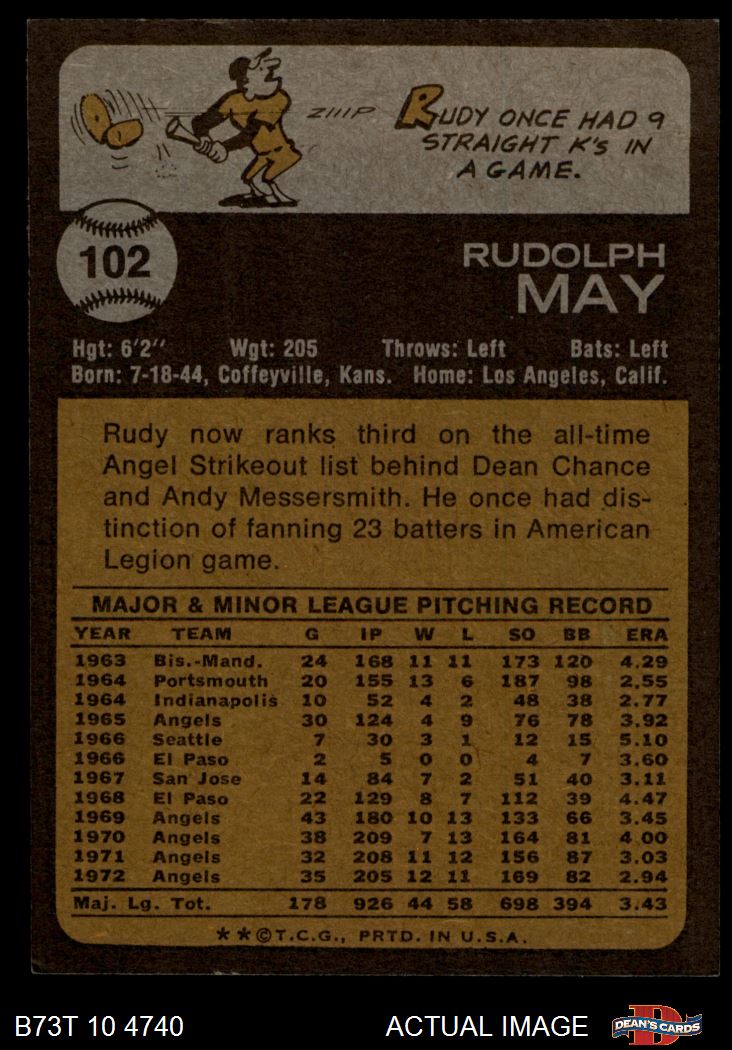 ZIIIP
RUDY ONCE HAD 9
STRAIGHT K's IN
A GAME.
102
RUDOLPH
MAY
Hgt: 6'2" Wgt: 205 Throws: Left Bats: Left
Born: 7-18-44, Coffeyville, Kans. Home: Los Angeles, Calif.
Rudy now ranks third on the all-time
Angel Strikeout list behind Dean Chance
and Andy Messersmith. He once had dis-
tinction of fanning 23 batters in American
Legion game.
MAJOR & MINOR LEAGUE PITCHING RECORD
YEAR TEAM G IP W L SO BB ERA
1963 Bis.-Mand. 24 168 11 11 173 120 4.29
1964 Portsmouth 20 155 13 6 187 98 2.55
1964 Indianapolis 10 52 4 2 48 38 2.77
1965 Angels 30 124 4 9 76 78 3.92
1966 Seattle 7 30 3 1 12 15 5.10
1966 El Paso 2 5 0 0 4 7 3.60
1967 San Jose 14 84 7 2 51 40 3.11
1968 El Paso 22 129 8 7 112 39 4.47
1969 Angels 43 180 10 13 133 66 3.45
1970 Angels 38 209 7 13 164 81 4.00
1971 Angels 32 208 11 12 156 87 3.03
1972 Angels 35 205 12 11 169 82 2.94
Maj. Lg. Tot. 178 926 44 58 698 394 3.43
**©T.C.G., PRTD. IN U.S.A.
B73T 10 4740 ACTUAL IMAGE D DEAN'S CARDS